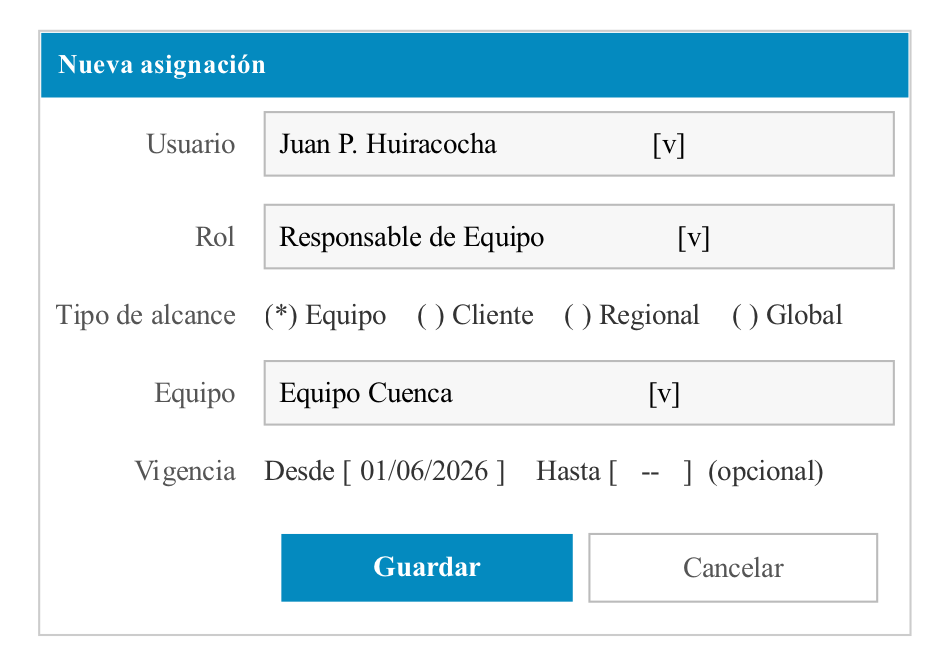 Nueva asignación
Usuario Juan P. Huiracocha [v]
Rol Responsable de Equipo [v]
Tipo de alcance (*) Equipo ( ) Cliente ( ) Regional ( ) Global
Equipo Equipo Cuenca [v]
Vigencia Desde [ 01/06/2026 ] Hasta [ -- ] (opcional)
Guardar Cancelar